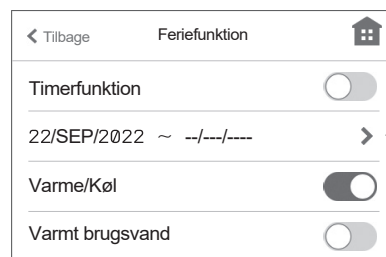 Tilbage Feriefunktion
Timerfunktion
22/SEP/2022 ~ --/---/----
Varme/Køl
Varmt brugsvand